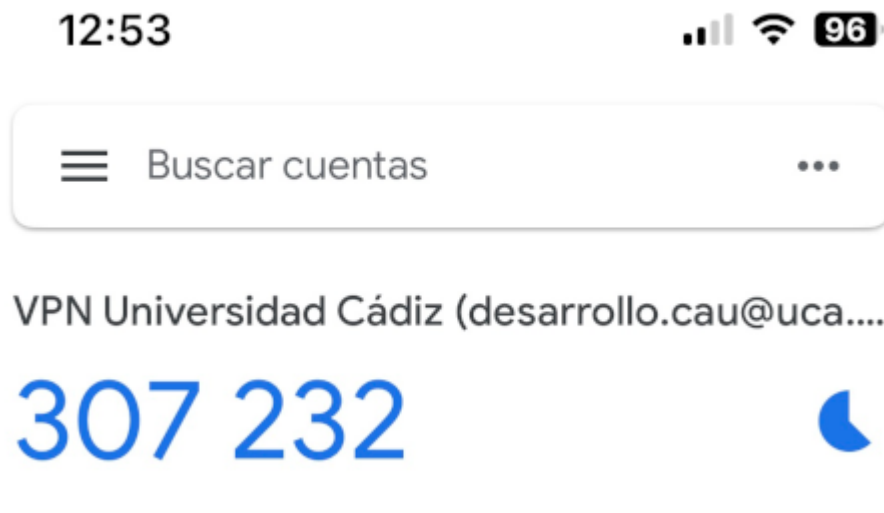 12:53
96
Buscar cuentas
VPN Universidad Cádiz (desarrollo.cau@uca....
307 232